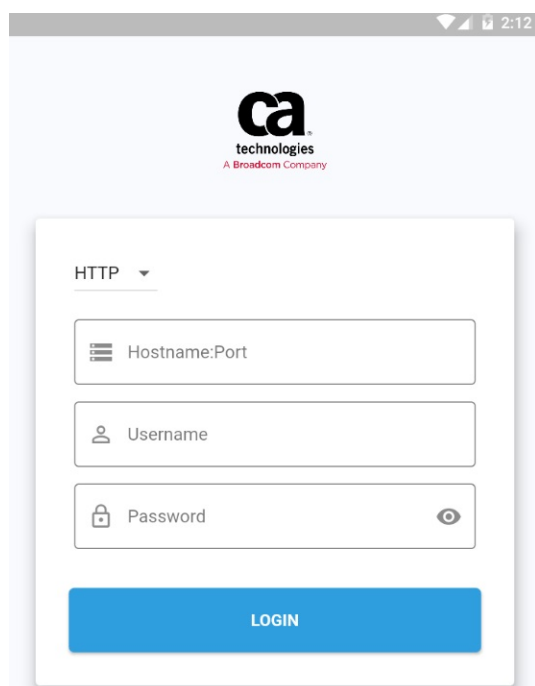 2:12
ca
technologies
A Broadcom Company
HTTP
Hostname:Port
Username
Password
LOGIN